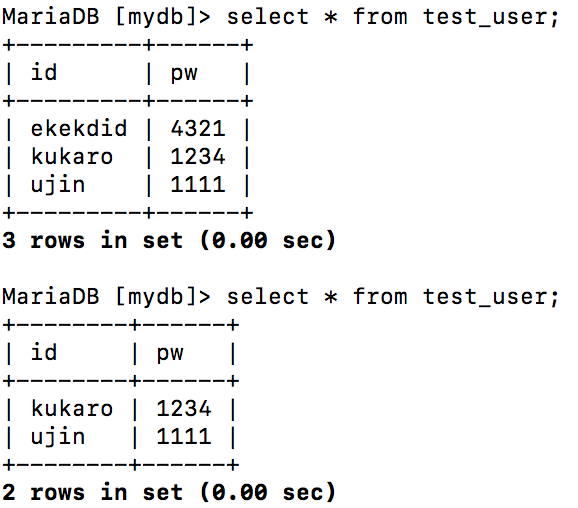 MariaDB [mydb]> select * from test_user;
+---------+------+
| id      | pw   |
+---------+------+
| ekekdid | 4321 |
| kukaro  | 1234 |
| ujin    | 1111 |
+---------+------+
3 rows in set (0.00 sec)
MariaDB [mydb]> select * from test_user;
+--------+------+
| id     | pw   |
+--------+------+
| kukaro | 1234 |
| ujin   | 1111 |
+--------+------+
2 rows in set (0.00 sec)